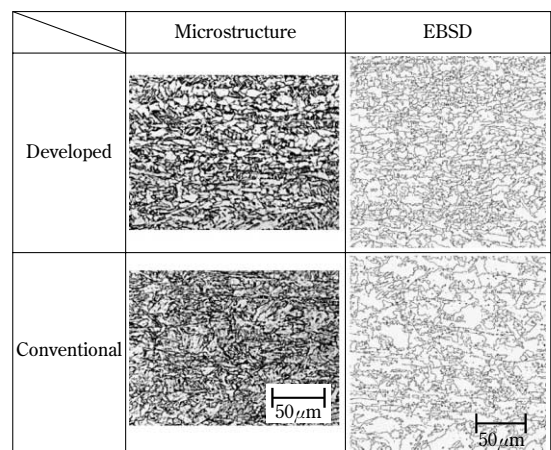 Microstructure EBSD
Developed
Conventional
50μm
50μm